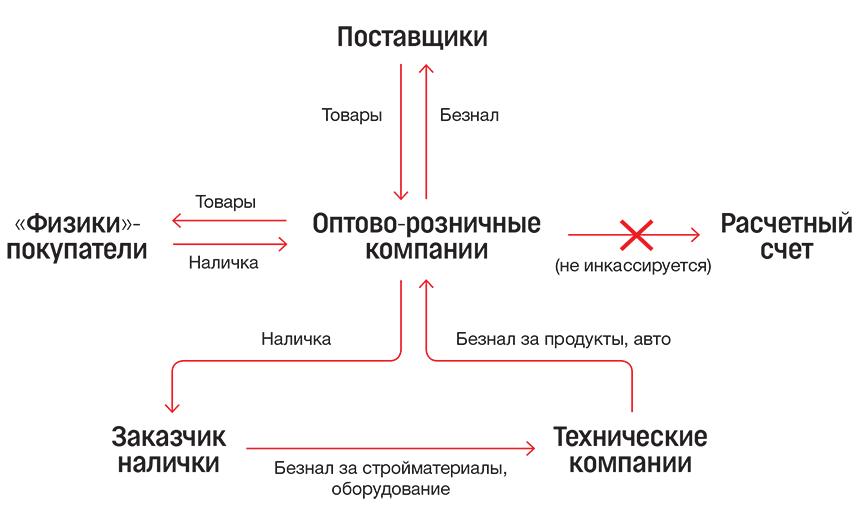 Поставщики
Товары
Безнал
«Физики»-
покупатели
Товары
Наличка
Оптово-розничные
компании
(не инкассируется)
Расчетный
счет
Наличка
Безнал за продукты, авто
Заказчик
налички
Безнал за стройматериалы,
оборудование
Технические
компании